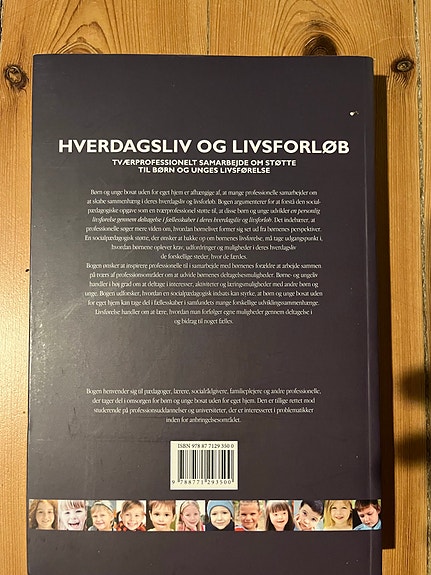 HVERDAGSLIV OG LIVSFORLØB
TVÆRPROFESSIONELT SAMARBEJDE OM STØTTE
TIL BØRN OG UNGES LIVSFØRELSE
Børn og unge bosat uden for eget hjem er afhængige af, at mange professionelle samarbejder om
at skabe sammenhæng i deres hverdagsliv og livsforløb. Bogen argumenterer for at forstå den social-
pædagogiske opgave som en tværprofessionel støtte til, at disse børn og unge udvikler en personlig
livsførelse gennem deltagelse i fællesskaber i deres hverdagsliv og livsforløb. Det indebærer, at
professionelle søger mere viden om, hvordan børnelivet former sig set ud fra børnenes perspektiver.
En socialpædagogisk støtte, der ønsker at bakke op om børnenes livsførelse, må tage udgangspunkt i,
hvordan børnene oplever krav, udfordringer og muligheder i deres hverdagsliv
de forskellige steder, hvor de færdes.
Bogen ønsker at inspirere professionelle til i samarbejde med børnenes forældre at arbejde sammen
på tværs af professionsområder om at udvide børnenes deltagelsesmuligheder. Børne- og ungeliv
handler i høj grad om at deltage i interesser, aktiviteter og læringsmuligheder med andre børn og
unge. Bogen udforsker, hvordan en socialpædagogisk indsats kan styrke, at børn og unge bosat uden
for eget hjem kan tage del i fællesskaber i samfundets mange forskellige udviklingssammenhænge.
Livsførelse handler om at lære, hvordan man forfølger egne muligheder gennem deltagelse i
og bidrag til noget fælles.
Bogen henvender sig til pædagoger, lærere, socialrådgivere, familieplejere og andre professionelle,
der tager del i omsorgen for børn og unge bosat uden for eget hjem. Den er tillige rettet mod
studerende på professionsuddannelser og universiteter, der er interesseret i problematikker
inden for anbringelsesområdet.
ISBN 978 87 7129 350 0
9 788771 293500